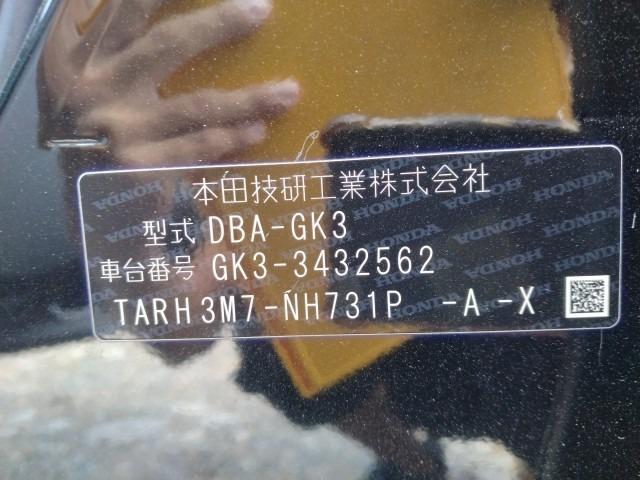 本田技研工業株式会社
型式 DBA-GK3
車台番号 GK3-3432562
TARH3M7-NH731P -A -X